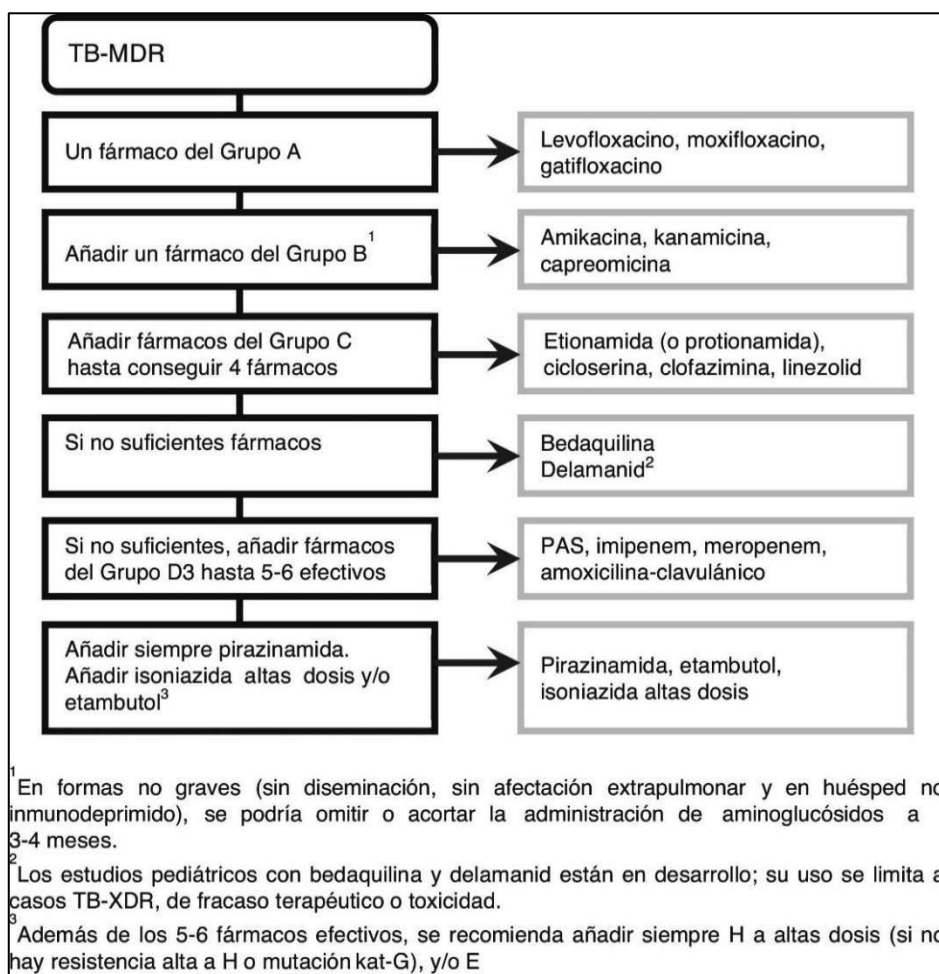 TB-MDR
Un fármaco del Grupo A
Levofloxacino, moxifloxacino,
gatifloxacino
Añadir un fármaco del Grupo B¹
Amikacina, kanamicina,
capreomicina
Añadir fármacos del Grupo C
hasta conseguir 4 fármacos
Etionamida (o protionamida),
cicloserina, clofazimina, linezolid
Si no suficientes fármacos
Bedaquilina
Delamanid²
Si no suficientes, añadir fármacos
del Grupo D3 hasta 5-6 efectivos
PAS, imipenem, meropenem,
amoxicilina-clavulánico
Añadir siempre pirazinamida.
Añadir isoniazida altas dosis y/o
etambutol³
Pirazinamida, etambutol,
isoniazida altas dosis
¹En formas no graves (sin diseminación, sin afectación extrapulmonar y en huésped no
inmunodeprimido), se podría omitir o acortar la administración de aminoglucósidos a
3-4 meses.
²Los estudios pediátricos con bedaquilina y delamanid están en desarrollo; su uso se limita a
casos TB-XDR, de fracaso terapéutico o toxicidad.
³Además de los 5-6 fármacos efectivos, se recomienda añadir siempre H a altas dosis (si no
hay resistencia alta a H o mutación kat-G), y/o E